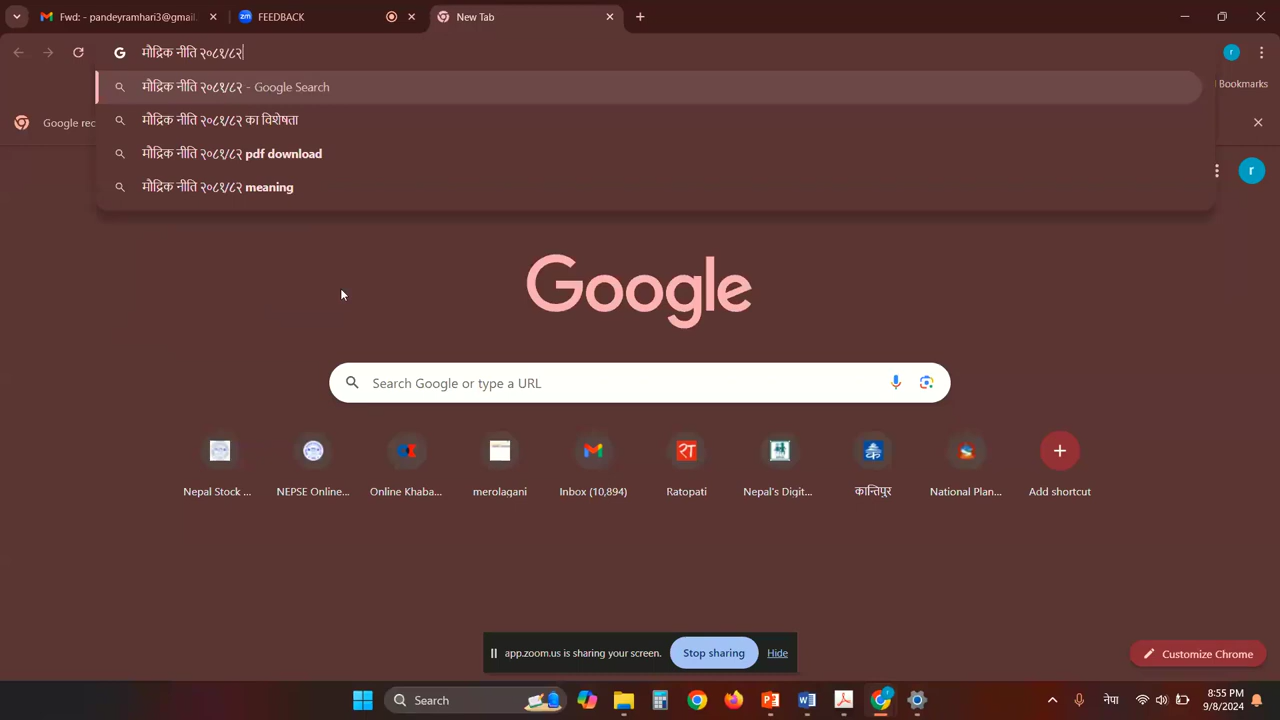 Fwd: - pandeyramhari3@gmail.
FEEDBACK
New Tab
मौद्रिक नीति २०८१/८२
मौद्रिक नीति २०८१/८२ - Google Search
मौद्रिक नीति २०८१/८२ का विशेषता
मौद्रिक नीति २०८१/८२ pdf download
मौद्रिक नीति २०८१/८२ meaning
Bookmarks
Google rec
r
Google
Search Google or type a URL
Nepal Stock ...
NEPSE Online...
Online Khaba...
merolagani
Inbox (10,894)
Ratopati
Nepal's Digit...
कान्तिपुर
National Plan...
Add shortcut
app.zoom.us is sharing your screen.
Stop sharing
Hide
Customize Chrome
Search
नेपा
8:55 PM
9/8/2024